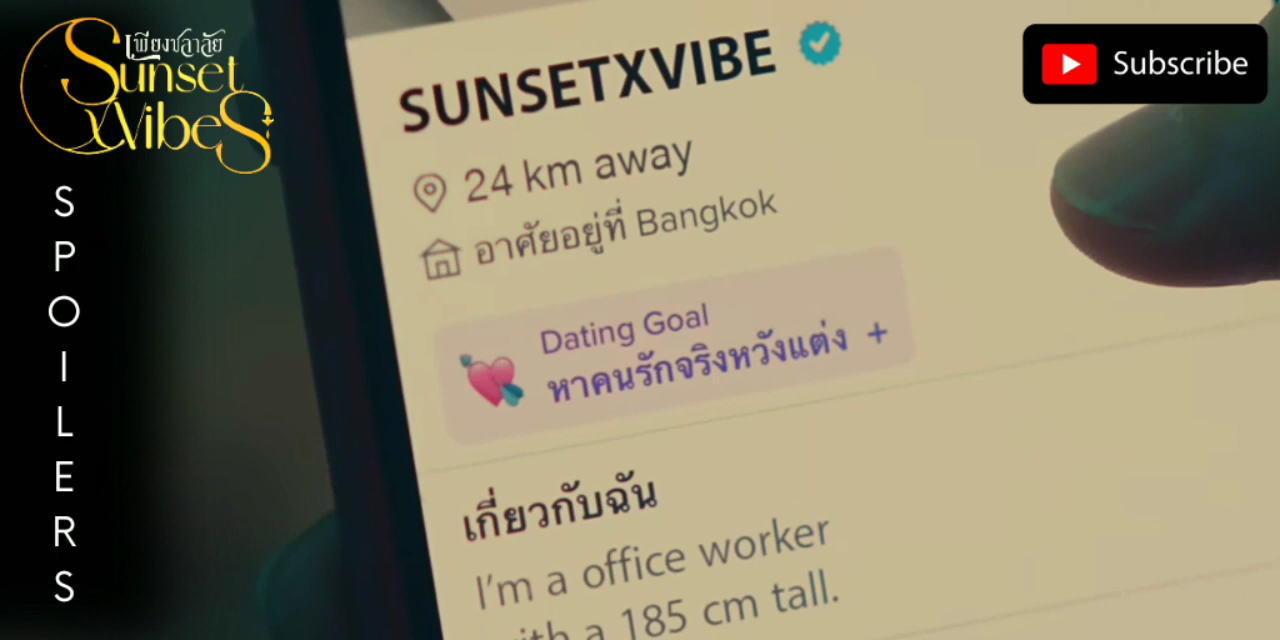 เพียงชลาลัย
Sunset
xVibes
SPOILERS
Subscribe
SUNSETXVIBE
24 km away
อาศัยอยู่ที่ Bangkok
Dating Goal
หาคนรักจริงหวังแต่ง +
เกี่ยวกับฉัน
I'm a office worker
with a 185 cm tall.